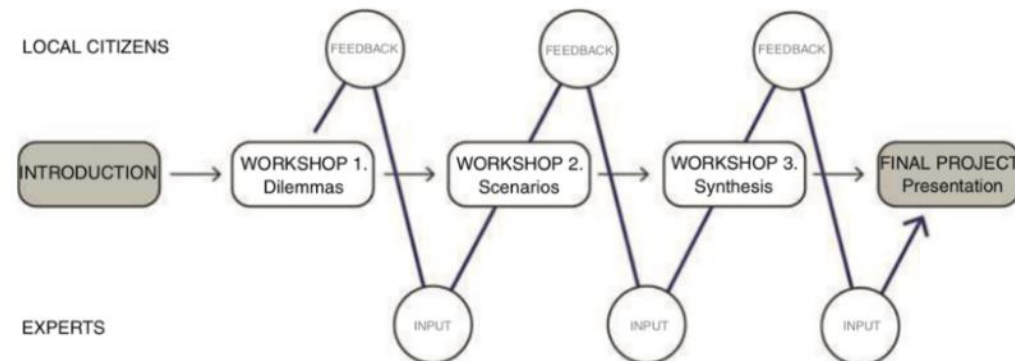 LOCAL CITIZENS
FEEDBACK
FEEDBACK
FEEDBACK
INTRODUCTION
WORKSHOP 1.
Dilemmas
WORKSHOP 2.
Scenarios
WORKSHOP 3.
Synthesis
FINAL PROJECT
Presentation
EXPERTS
INPUT
INPUT
INPUT